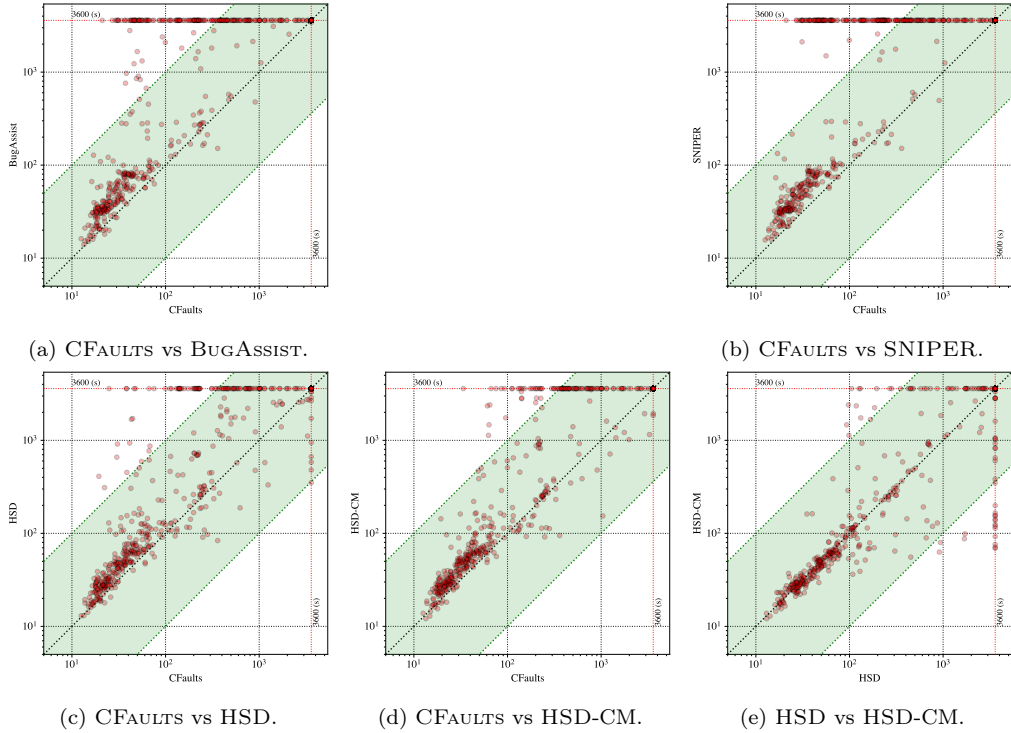 3600 (s)
10³
10²
10¹
BugAssist
3600 (s)
10¹ 10² 10³
CFaults
(a) CFAULTS vs BUGASSIST.
3600 (s)
10³
10²
10¹
SNIPER
3600 (s)
10¹ 10² 10³
CFaults
(b) CFAULTS vs SNIPER.
3600 (s)
10³
10²
10¹
HSD
3600 (s)
10¹ 10² 10³
CFaults
(c) CFAULTS vs HSD.
3600 (s)
10³
10²
10¹
HSD-CM
3600 (s)
10¹ 10² 10³
CFaults
(d) CFAULTS vs HSD-CM.
3600 (s)
10³
10²
10¹
HSD-CM
3600 (s)
10¹ 10² 10³
HSD
(e) HSD vs HSD-CM.